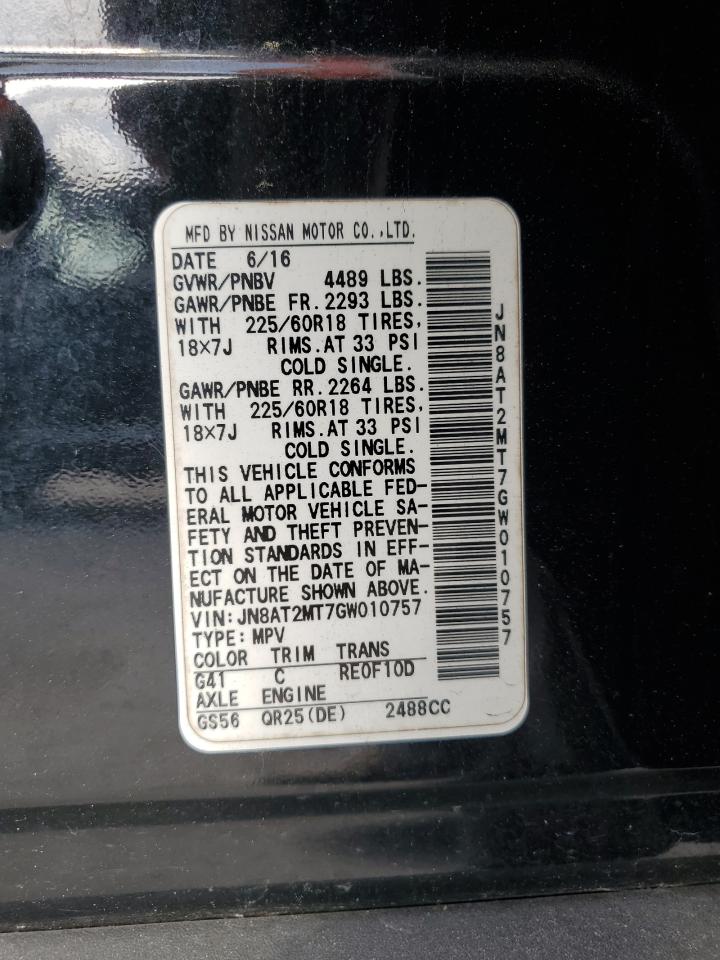 MFD BY NISSAN MOTOR CO.,LTD.
DATE 6/16
GVWR/PNBV 4489 LBS.
GAWR/PNBE FR. 2293 LBS.
WITH 225/60R18 TIRES,
18×7J RIMS.AT 33 PSI
COLD SINGLE.
GAWR/PNBE RR. 2264 LBS.
WITH 225/60R18 TIRES,
18×7J RIMS.AT 33 PSI
COLD SINGLE.
THIS VEHICLE CONFORMS
TO ALL APPLICABLE FED-
ERAL MOTOR VEHICLE SA-
FETY AND THEFT PREVEN-
TION STANDARDS IN EFF-
ECT ON THE DATE OF MA-
NUFACTURE SHOWN ABOVE.
VIN: JN8AT2MT7GW010757
TYPE: MPV
COLOR TRIM TRANS
G41 C RE0F10D
AXLE ENGINE
GS56 QR25(DE) 2488CC
JN8AT2MT7GW010757